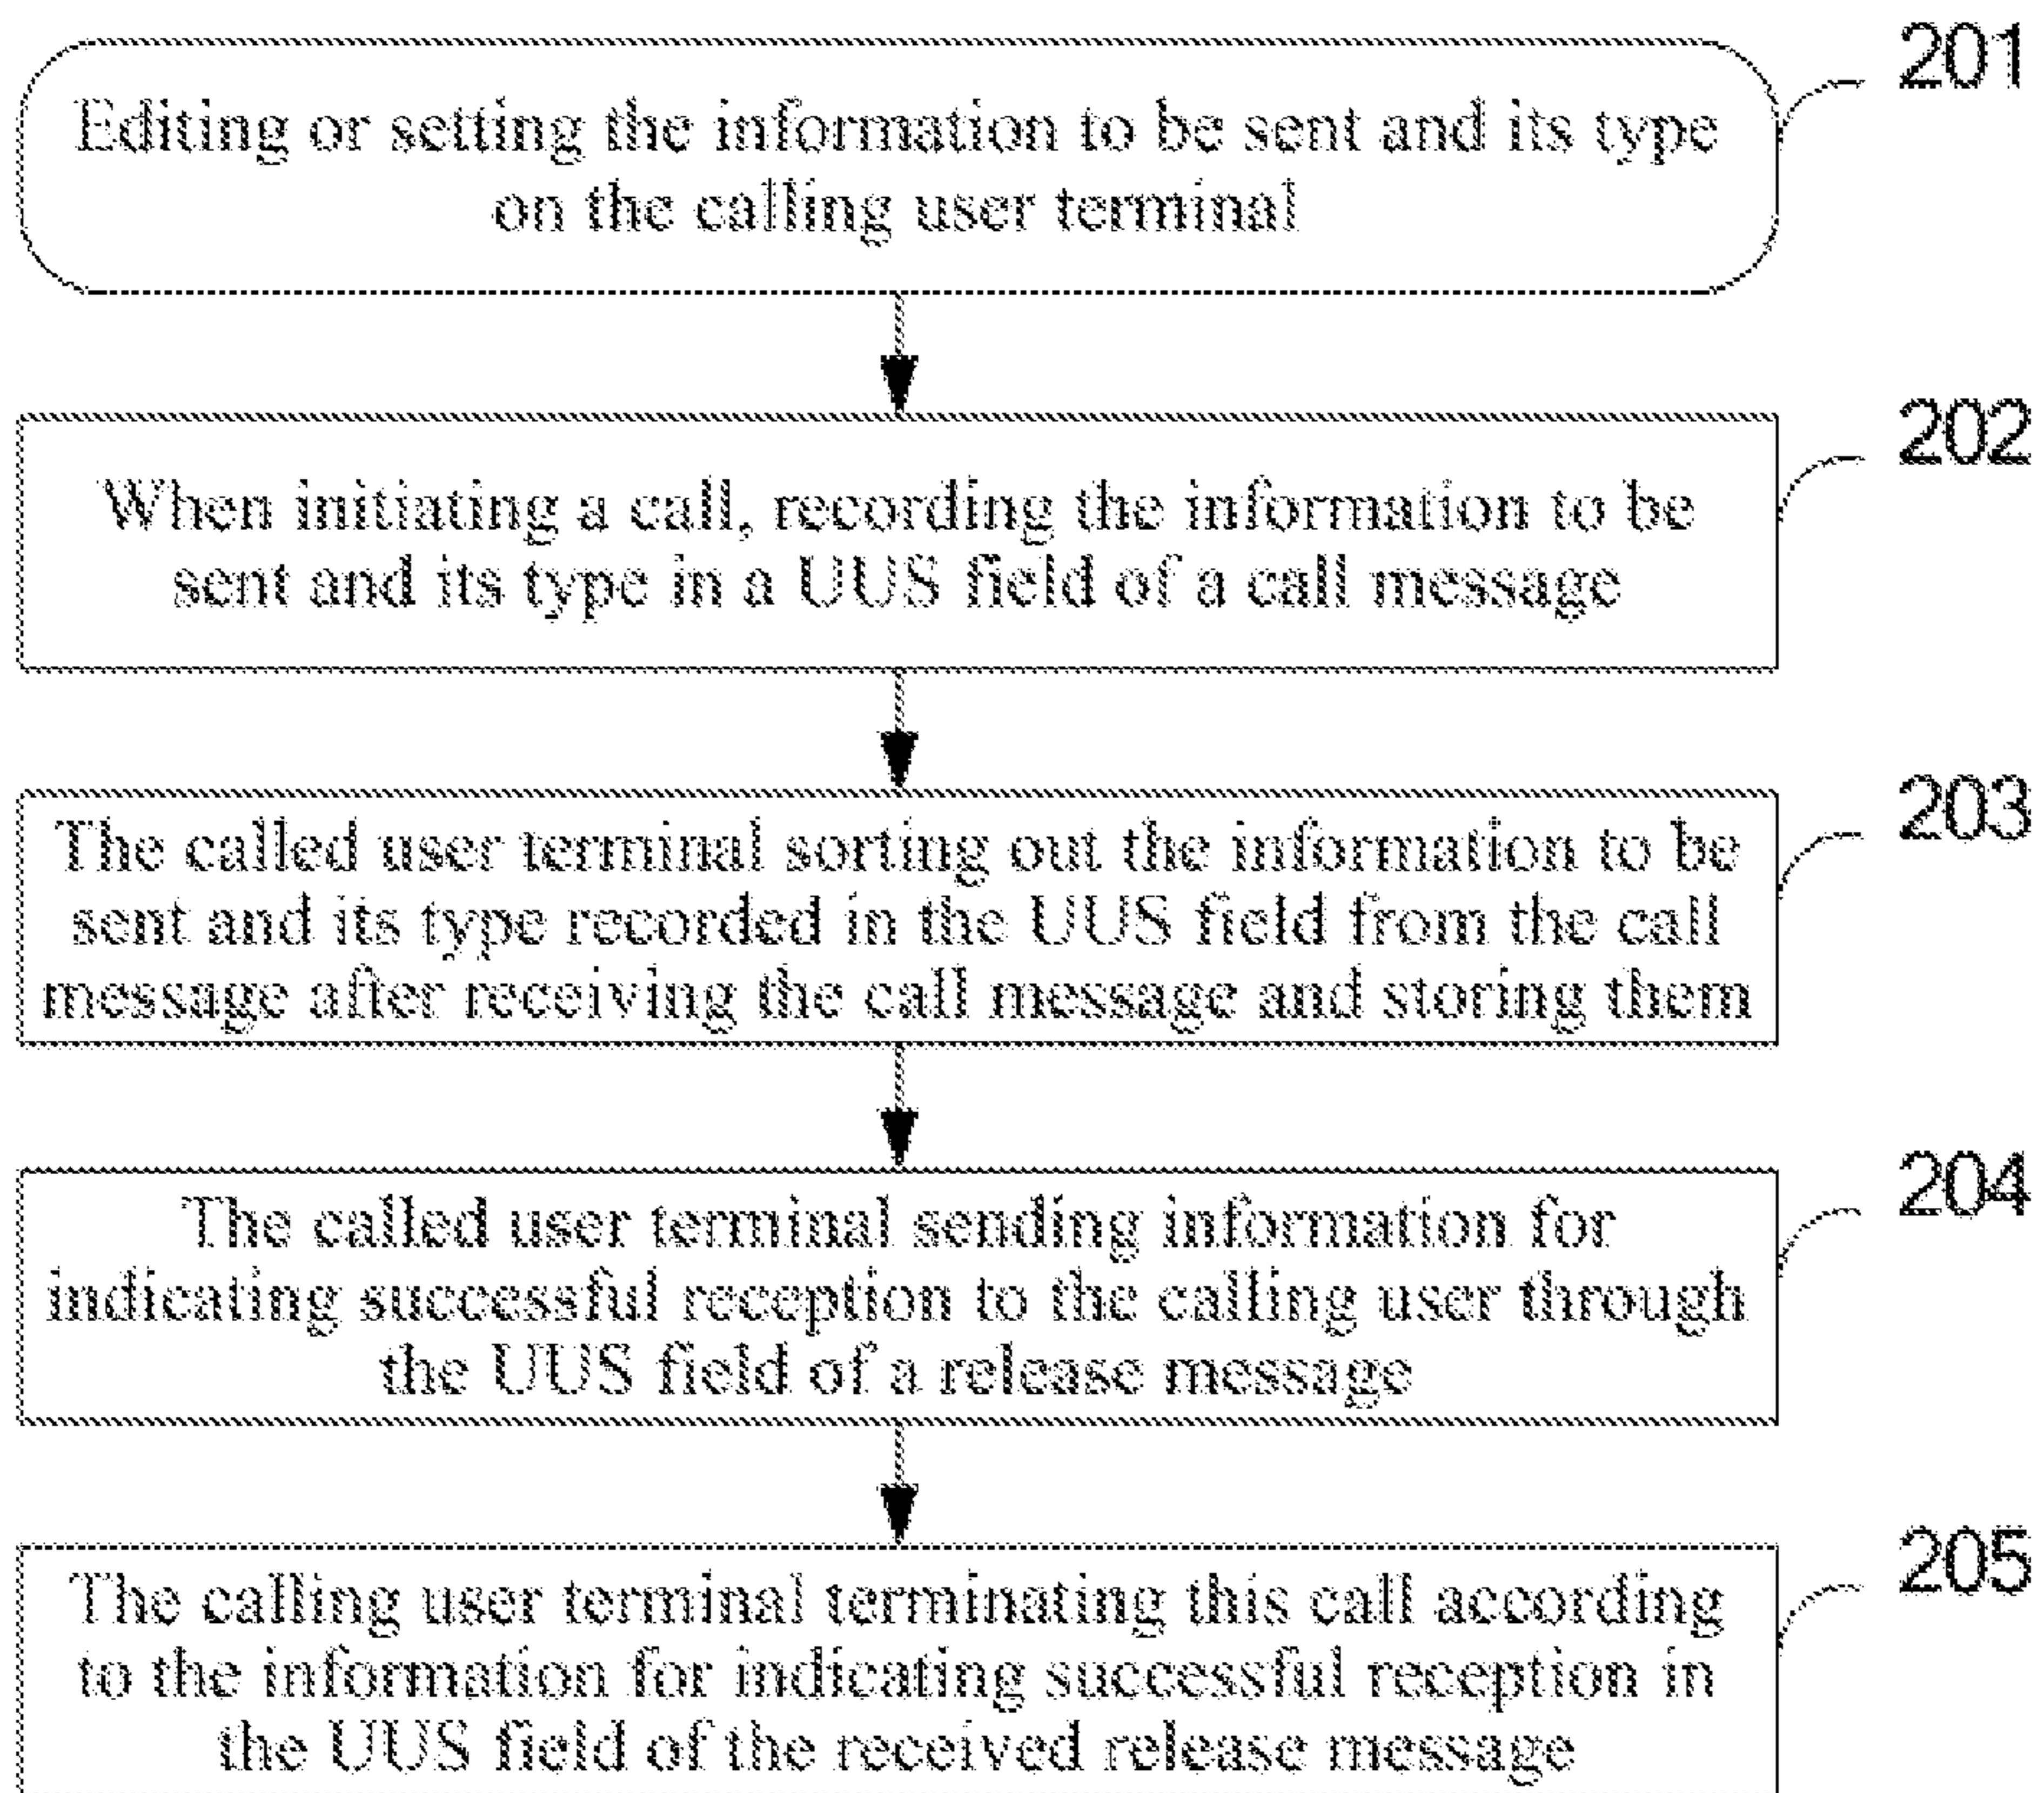 201
Editing or setting the information to be sent and its type
on the calling user terminal
202
When initiating a call, recording the information to be
sent and its type in a UUS field of a call message
203
The called user terminal sorting out the information to be
sent and its type recorded in the UUS field from the call
message after receiving the call message and storing them
204
The called user terminal sending information for
indicating successful reception to the calling user through
the UUS field of a release message
205
The calling user terminal terminating this call according
to the information for indicating successful reception in
the UUS field of the received release message